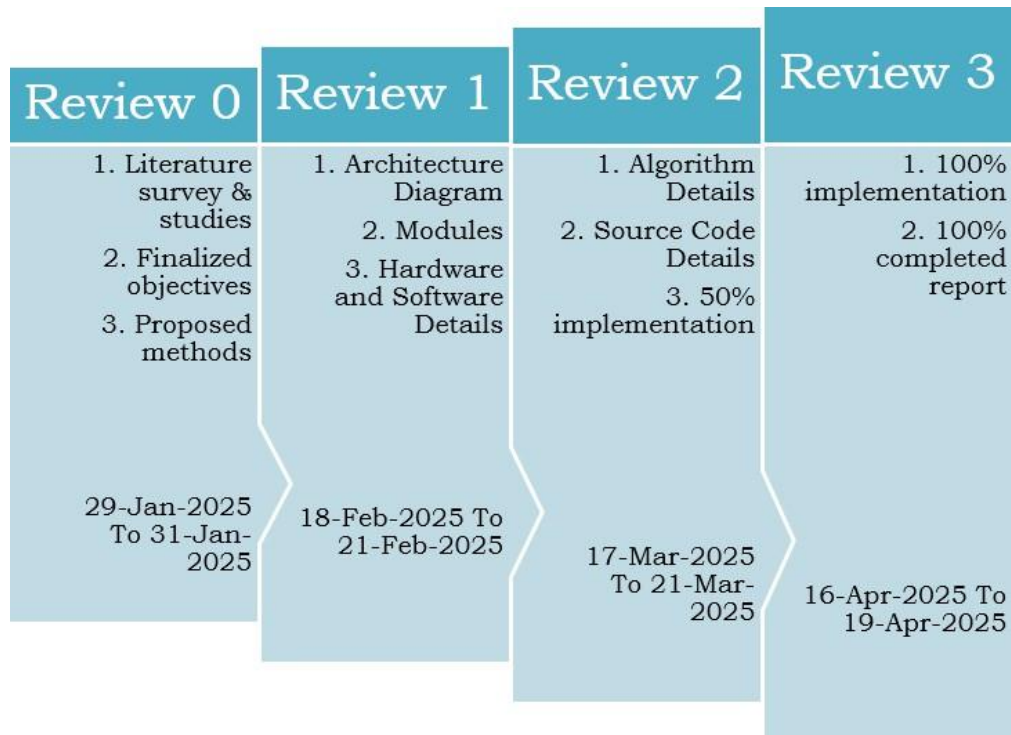 Review 0
1. Literature
survey &
studies
2. Finalized
objectives
3. Proposed
methods
29-Jan-2025
To 31-Jan-
2025
Review 1
1. Architecture
Diagram
2. Modules
3. Hardware
and Software
Details
18-Feb-2025 To
21-Feb-2025
Review 2
1. Algorithm
Details
2. Source Code
Details
3. 50%
implementation
17-Mar-2025
To 21-Mar-
2025
Review 3
1. 100%
implementation
2. 100%
completed
report
16-Apr-2025 To
19-Apr-2025